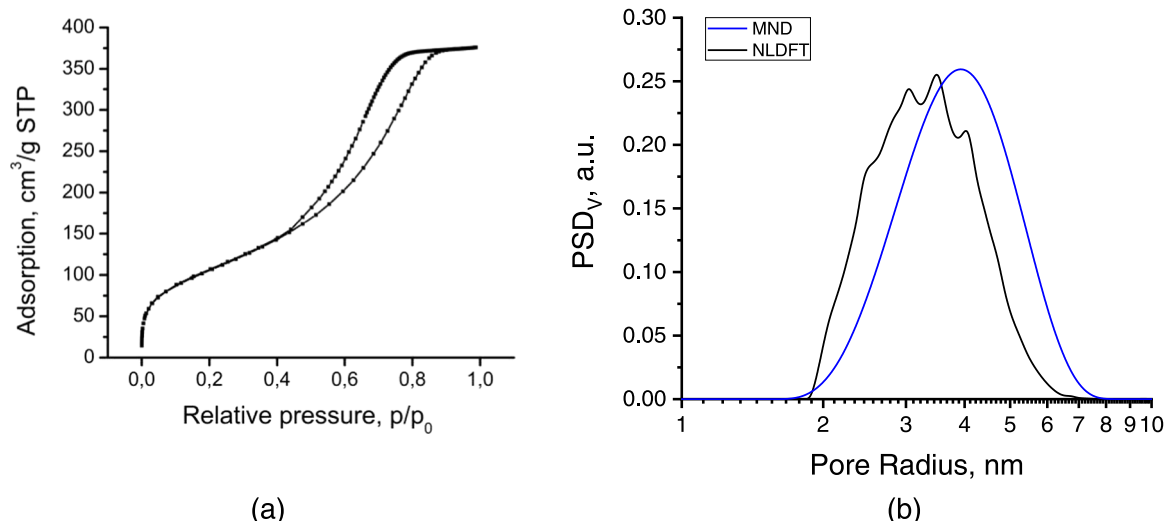 400
350
300
250
200
150
100
50
0
Adsorption, cm³/g STP
0,0 0,2 0,4 0,6 0,8 1,0
Relative pressure, p/p₀
(a)
MND
NLDFT
0.30
0.25
0.20
0.15
0.10
0.05
0.00
PSD_V, a.u.
1 2 3 4 5 6 7 8 9 10
Pore Radius, nm
(b)